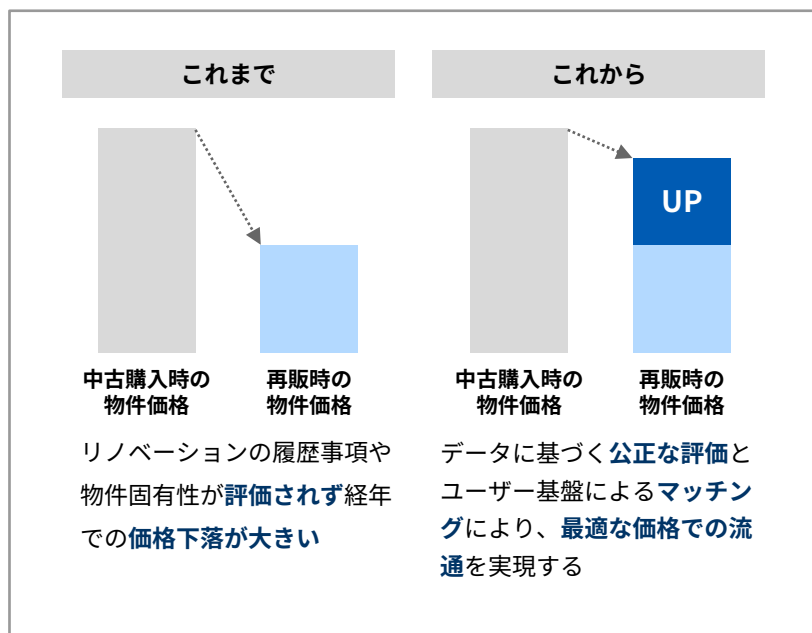 これまで
中古購入時の
物件価格
再販時の
物件価格
リノベーションの履歴事項や
物件固有性が評価されず経年
での価格下落が大きい
これから
UP
中古購入時の
物件価格
再販時の
物件価格
データに基づく公正な評価と
ユーザー基盤によるマッチン
グにより、最適な価格での流
通を実現する